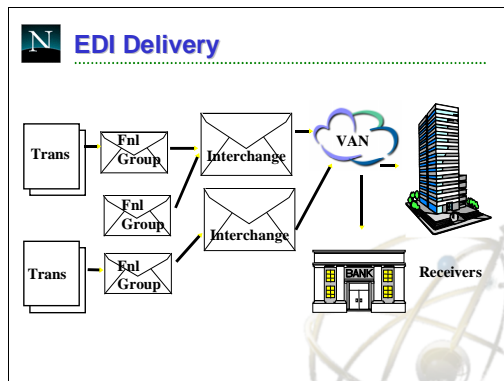 N
EDI Delivery
Trans
Fnl
Group
Interchange
VAN
Fnl
Group
Interchange
Trans
Fnl
Group
BANK
Receivers